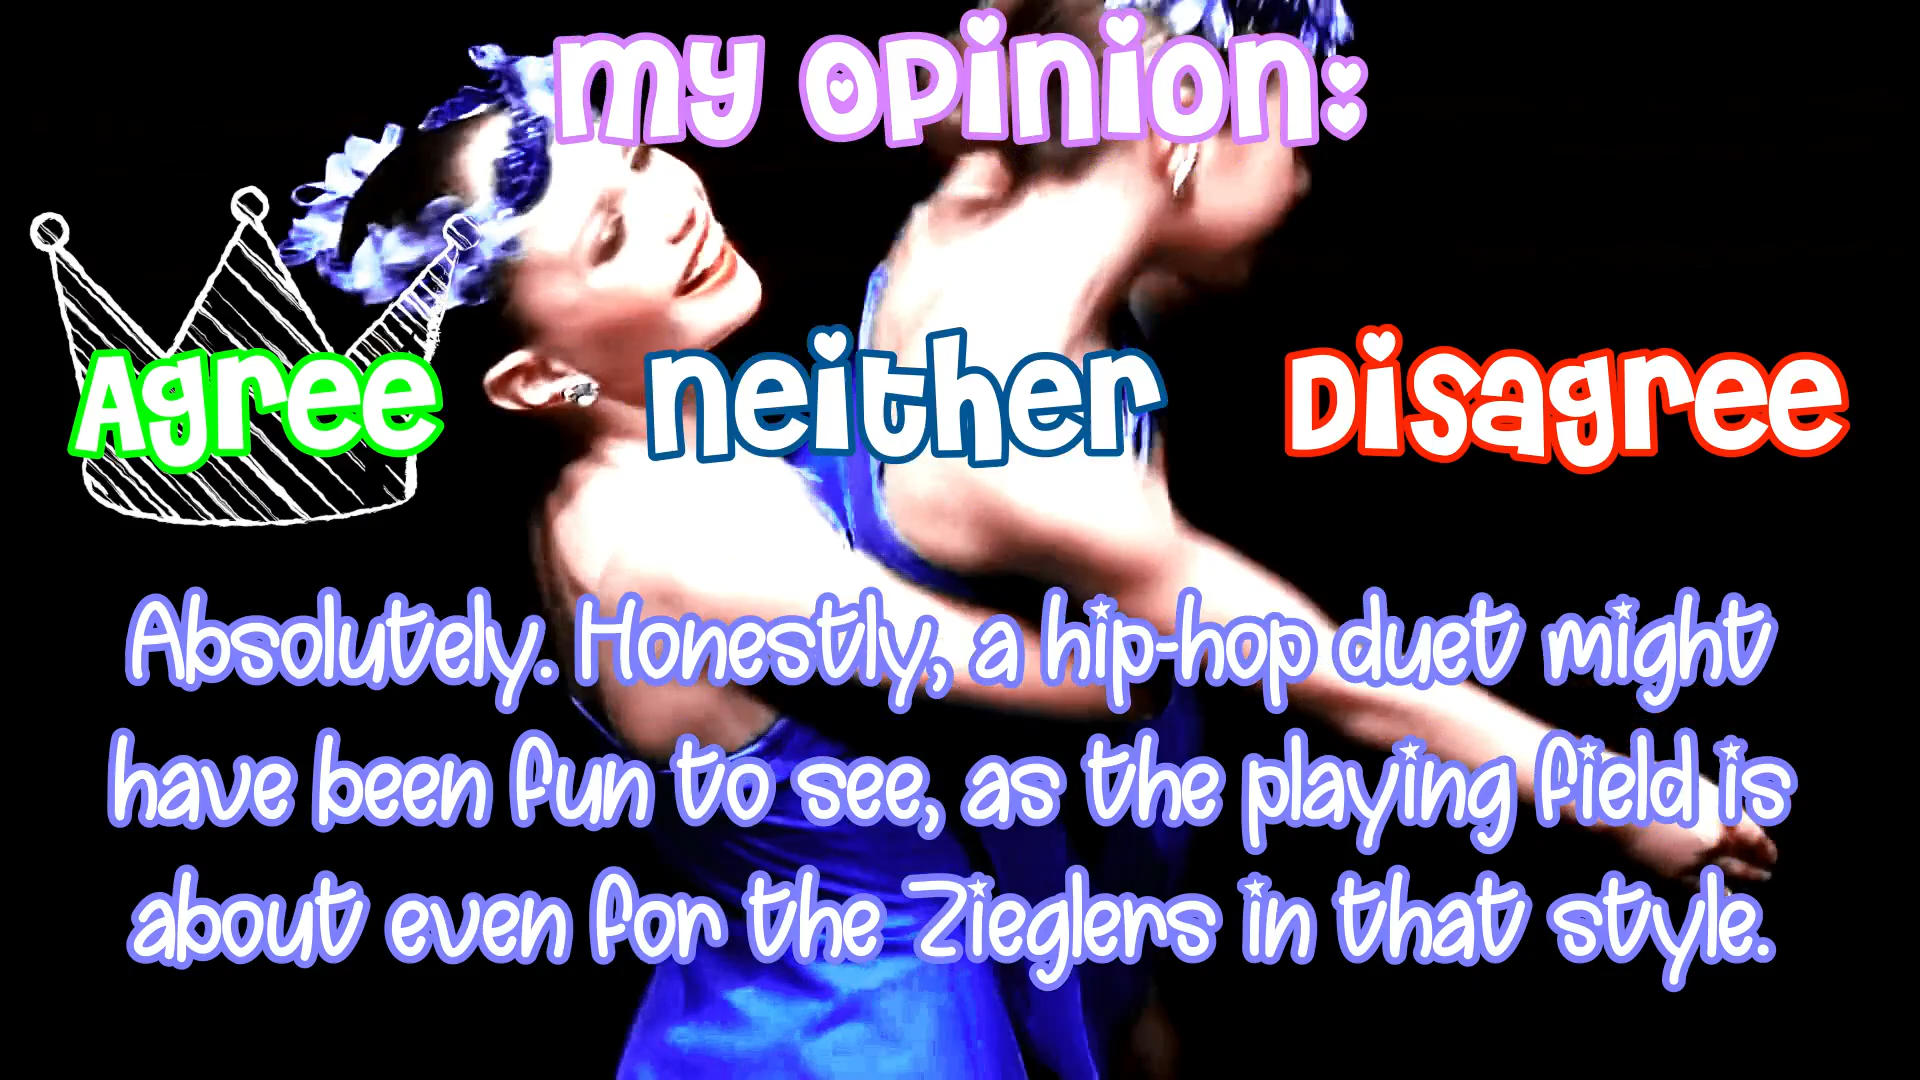 my opinion:
Agree neither Disagree
Absolutely. Honestly, a hip-hop duet might
have been fun to see, as the playing field is
about even for the Zieglers in that style.